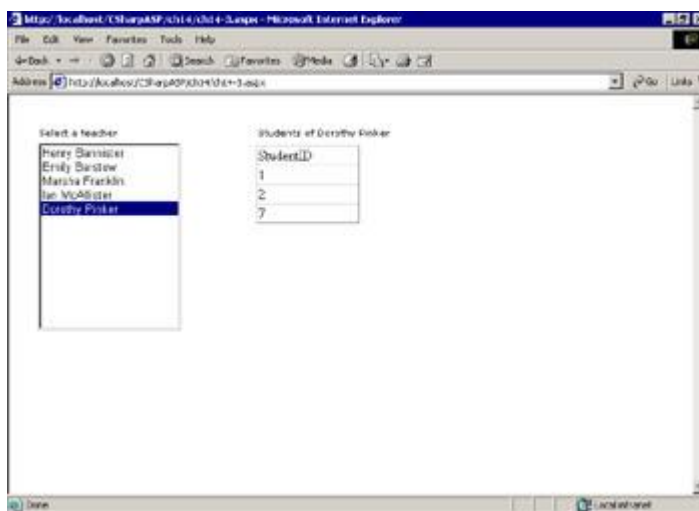 http://localhost/CSharpASP/ch14/ch14-3.aspx - Microsoft Internet Explorer
File Edit View Favorites Tools Help
Back Search Favorites Media
Address http://localhost/CSharpASP/ch14/ch14-3.aspx Go Links
Select a teacher
Henry Bannister
Emily Barstow
Marsha Franklin
Ian McAllister
Dorothy Pinker
Students of Dorothy Pinker
StudentID
1
2
7
Done
Local intranet